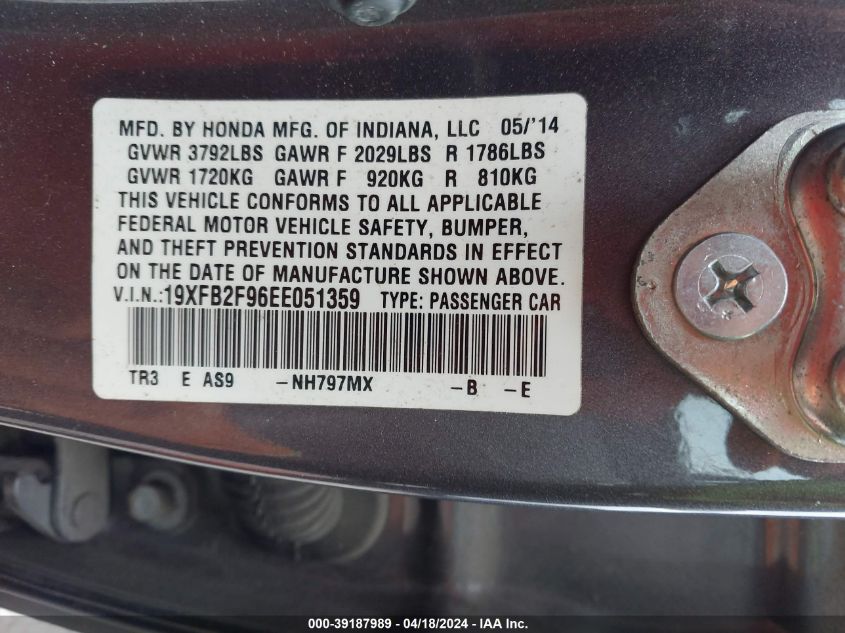 MFD. BY HONDA MFG. OF INDIANA, LLC 05/'14
GVWR 3792LBS GAWR F 2029LBS R 1786LBS
GVWR 1720KG GAWR F 920KG R 810KG
THIS VEHICLE CONFORMS TO ALL APPLICABLE
FEDERAL MOTOR VEHICLE SAFETY, BUMPER,
AND THEFT PREVENTION STANDARDS IN EFFECT
ON THE DATE OF MANUFACTURE SHOWN ABOVE.
V.I.N.:19XFB2F96EE051359 TYPE: PASSENGER CAR
TR3 E AS9 -NH797MX -B -E
000-39187989 - 04/18/2024 - IAA Inc.